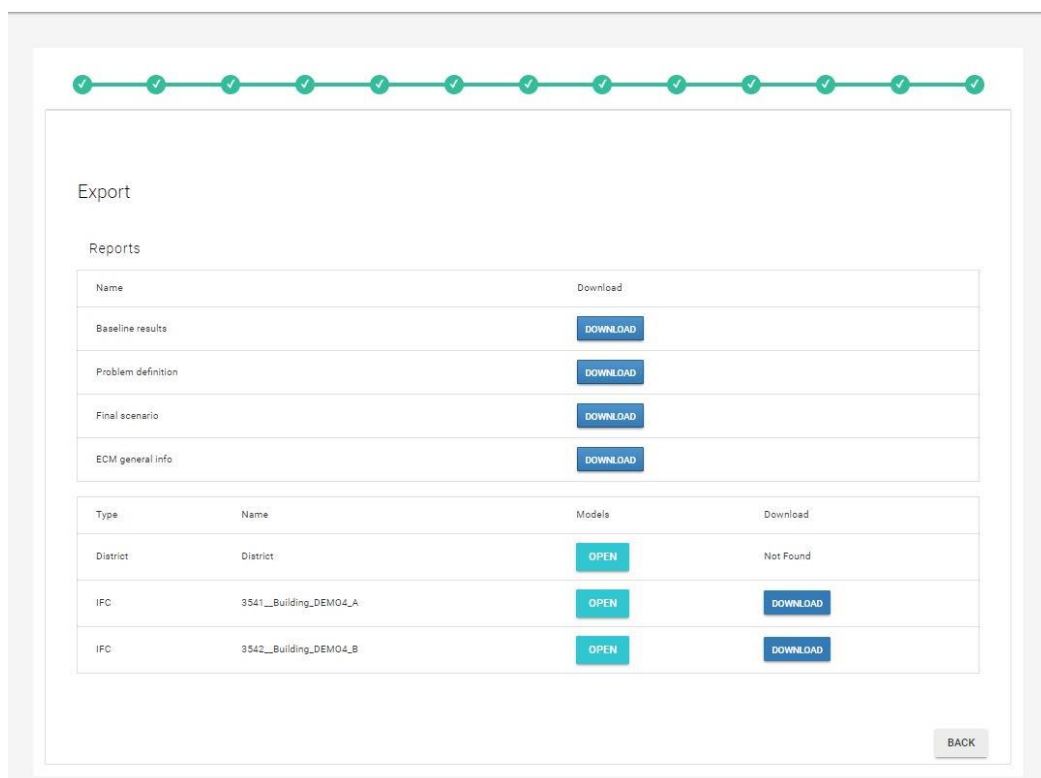 Export
Reports
Name Download
Baseline results DOWNLOAD
Problem definition DOWNLOAD
Final scenario DOWNLOAD
ECM general info DOWNLOAD
Type Name Models Download
District District OPEN Not Found
IFC 3541__Building_DEMO4_A OPEN DOWNLOAD
IFC 3542__Building_DEMO4_B OPEN DOWNLOAD
BACK